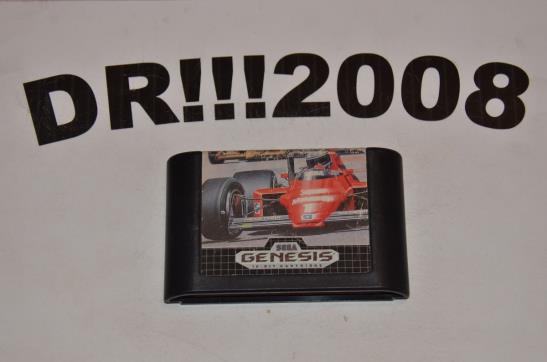 DR!!!2008
SEGA
GENESIS
16-BIT CARTRIDGE